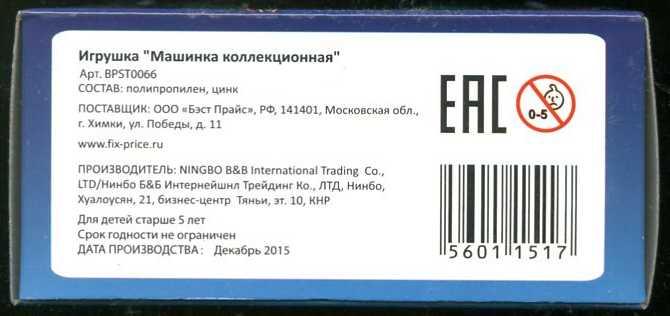 Игрушка "Машинка коллекционная"
Арт. BPST0066
СОСТАВ: полипропилен, цинк
ПОСТАВЩИК: ООО «Бэст Прайс», РФ, 141401, Московская обл.,
г. Химки, ул. Победы, д. 11
www.fix-price.ru
ПРОИЗВОДИТЕЛЬ: NINGBO B&B International Trading Co.,
LTD/Нинбо Б&Б Интернейшнл Трейдинг Ко., ЛТД, Нинбо,
Хуалоусян, 21, бизнес-центр Тяньи, эт. 10, КНР
Для детей старше 5 лет
Срок годности не ограничен
ДАТА ПРОИЗВОДСТВА: Декабрь 2015
EAC
0-5
5601 1517